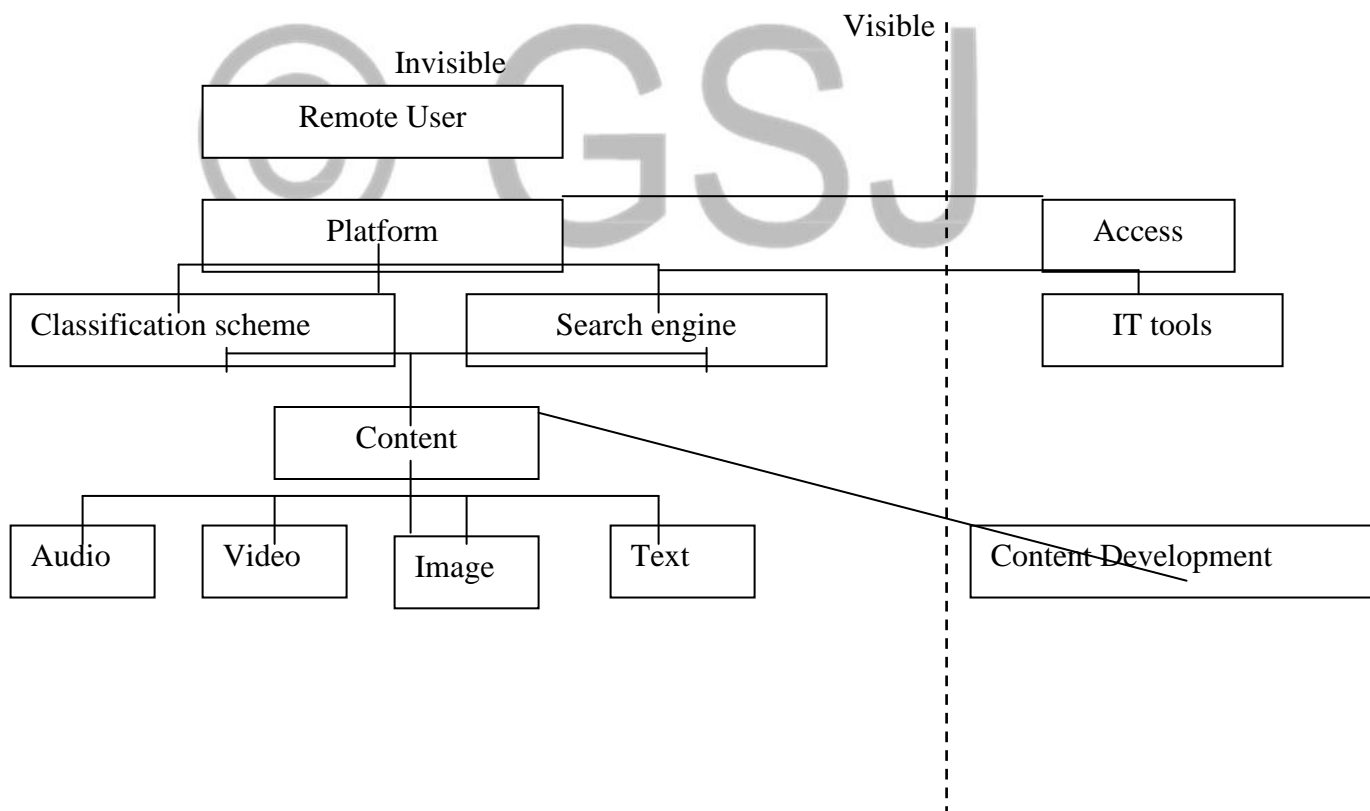 Visible
Invisible
© GSJ
Remote User
Platform
Access
Classification scheme
Search engine
IT tools
Content
Audio
Video
Image
Text
Content Development